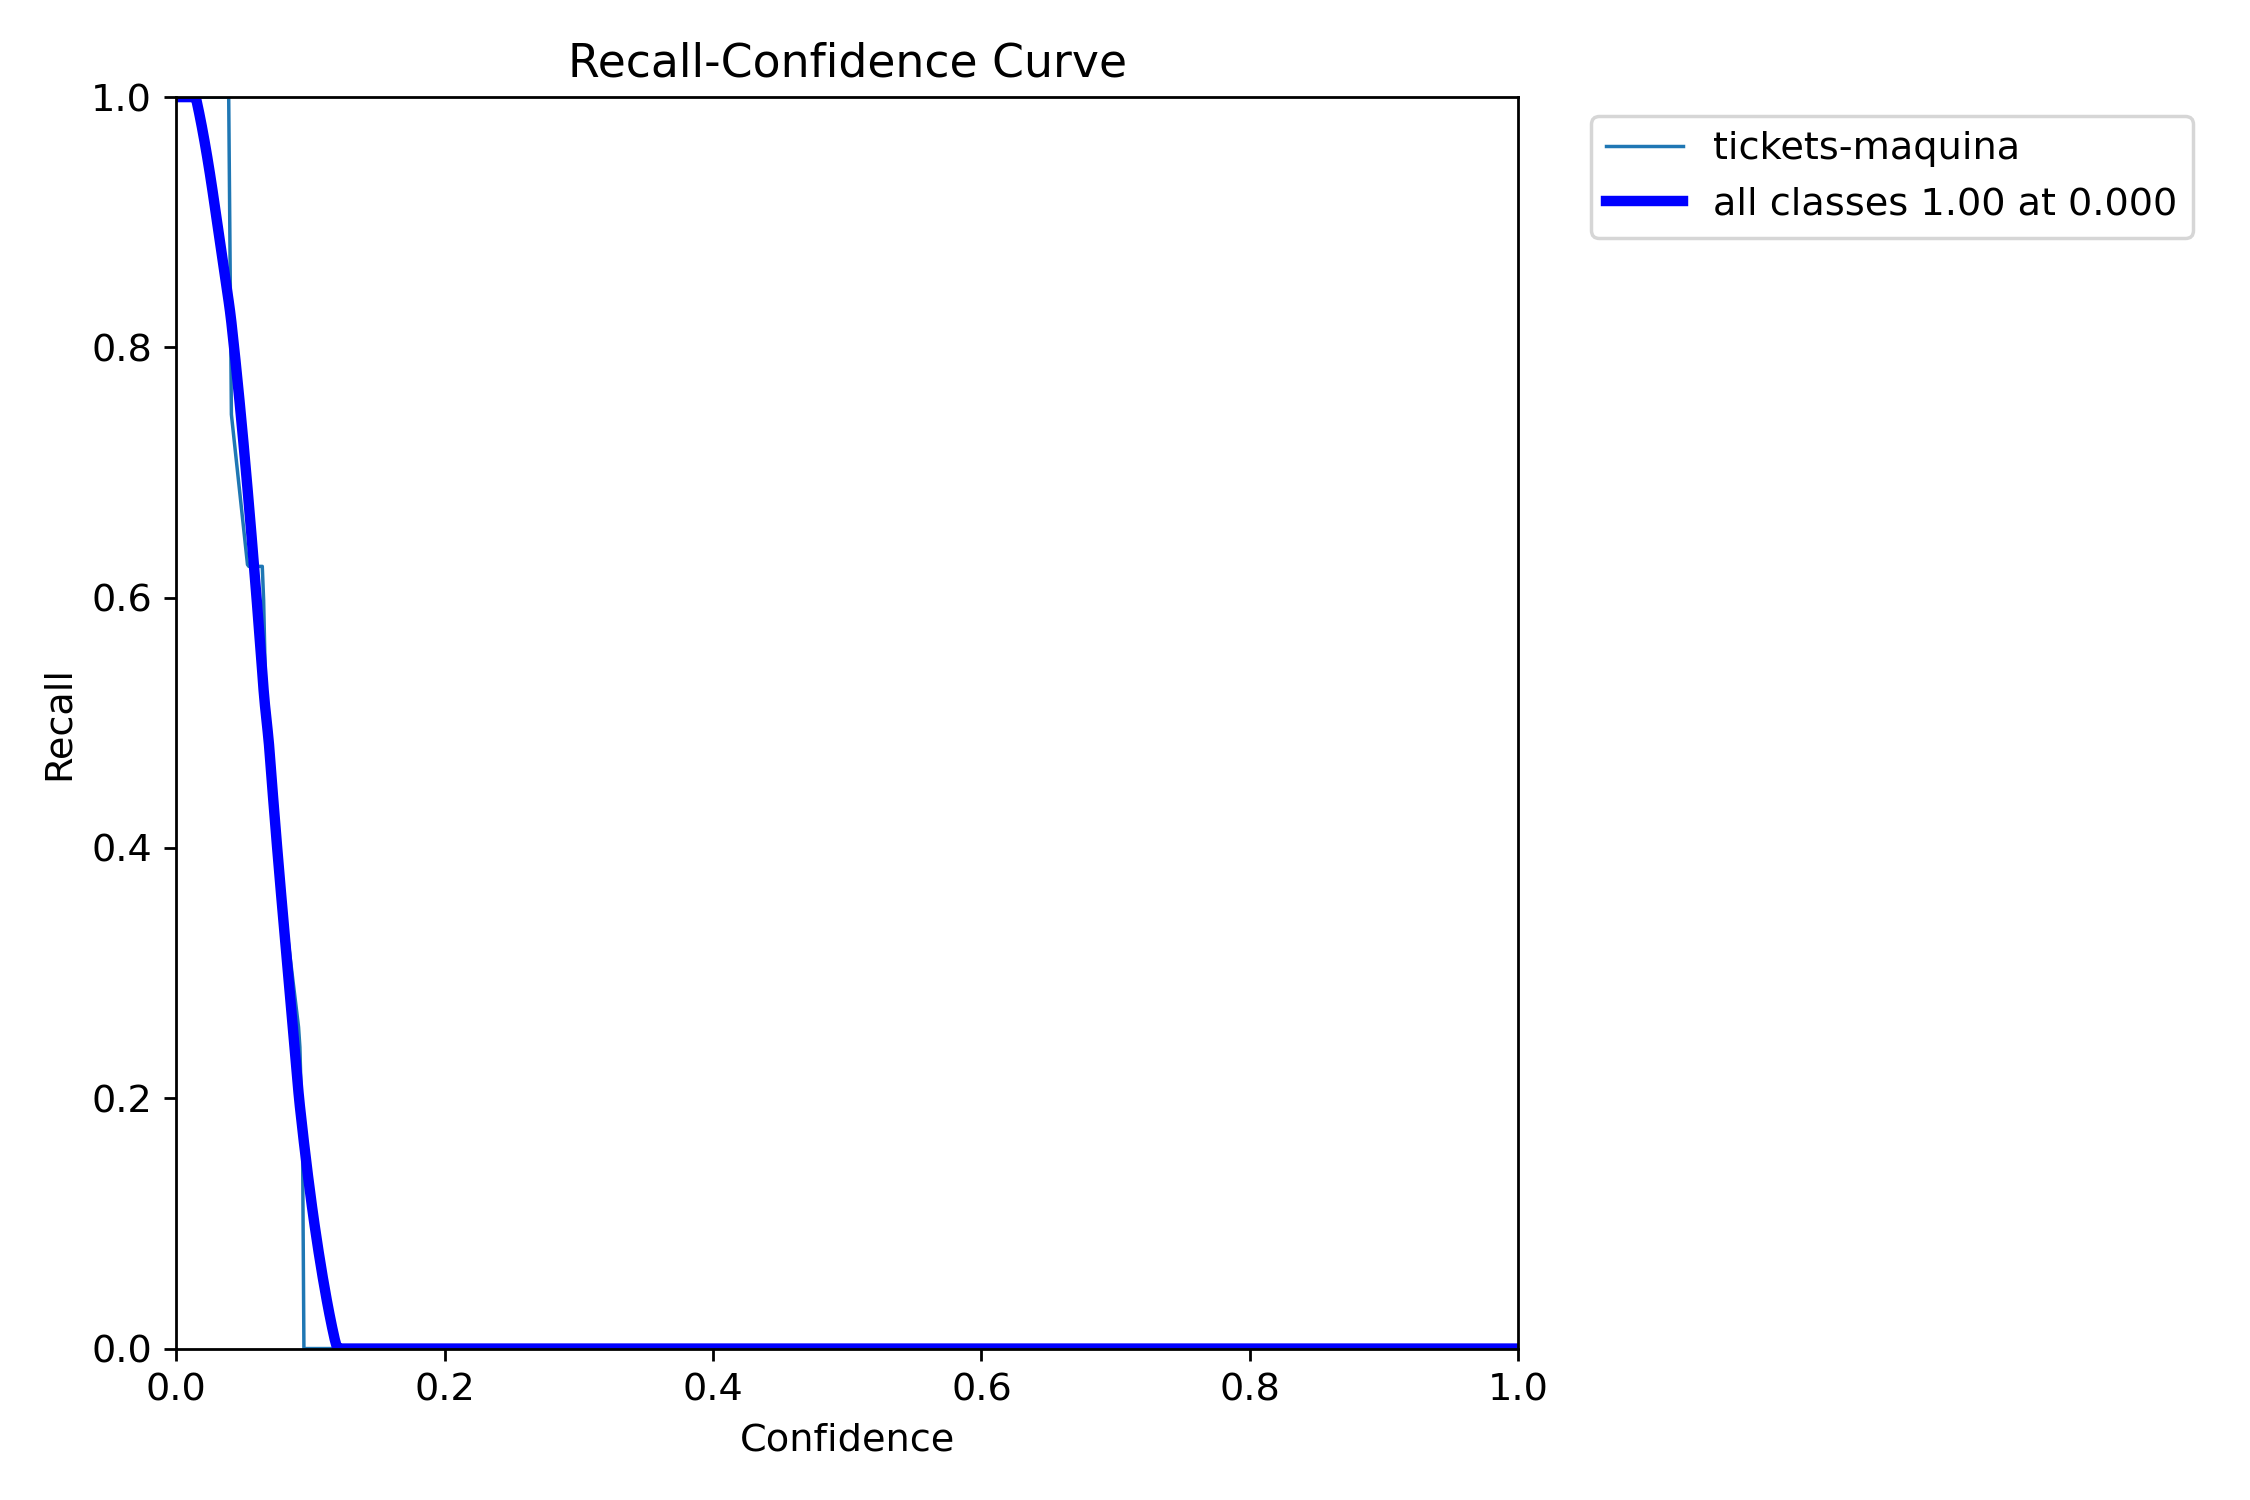 Recall-Confidence Curve
1.0
0.8
0.6
0.4
0.2
0.0
Recall
0.0 0.2 0.4 0.6 0.8 1.0
Confidence
tickets-maquina
all classes 1.00 at 0.000